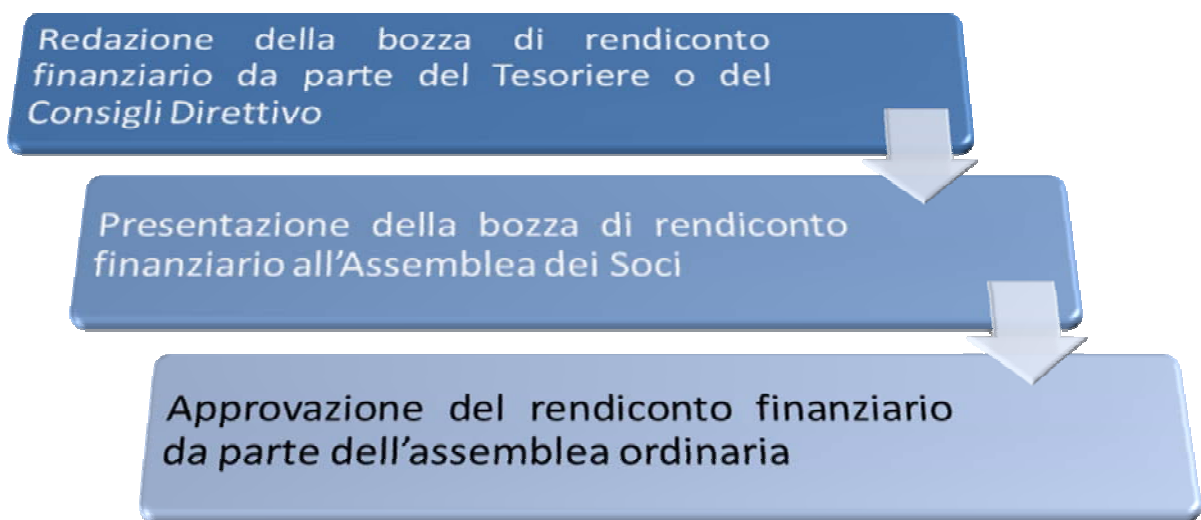 Redazione della bozza di rendiconto
finanziario da parte del Tesoriere o del
Consigli Direttivo
Presentazione della bozza di rendiconto
finanziario all’Assemblea dei Soci
Approvazione del rendiconto finanziario
da parte dell’assemblea ordinaria